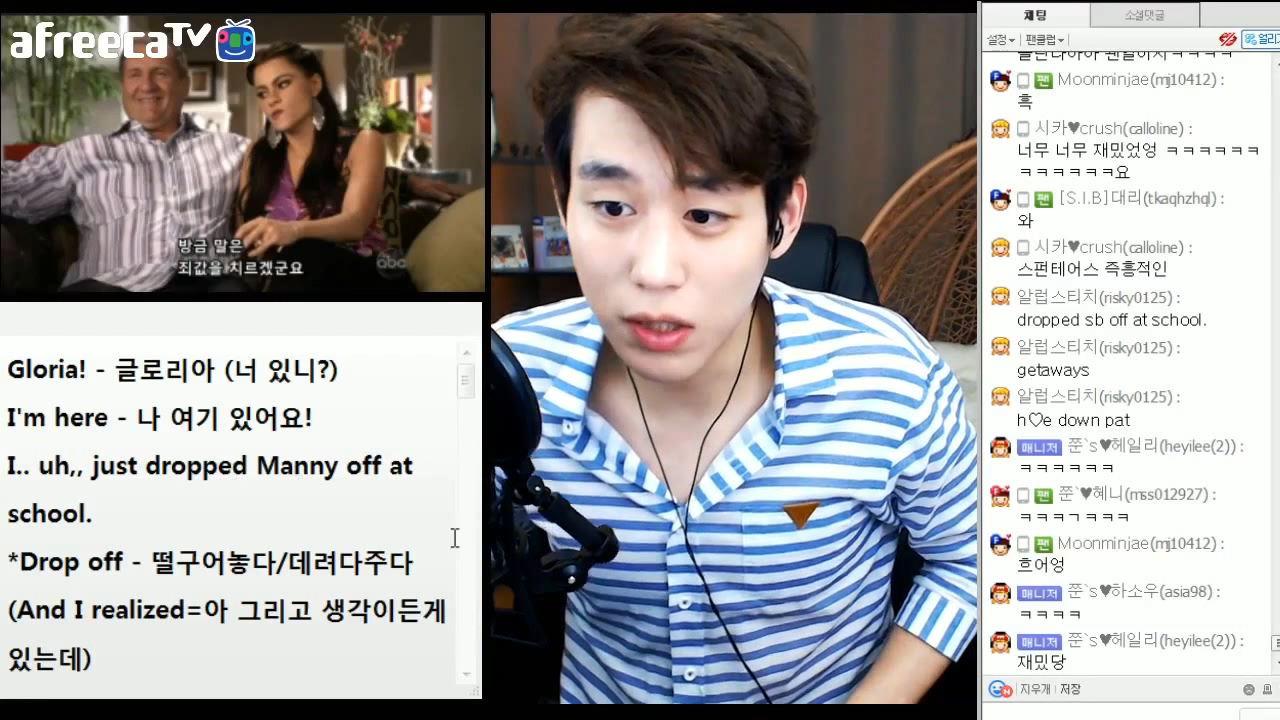 afreecaTV
방금 말은
죄값을 치르겠군요
abc
Gloria! - 글로리아 (너 있니?)
I'm here - 나 여기 있어요!
I.. uh,, just dropped Manny off at
school.
*Drop off - 떨구어놓다/데려다주다
(And I realized=아 그리고 생각이든게
있는데)
채팅
소셜댓글
설정
팬클럽
얼리기
팬 Moonminjae(mj10412) :
흑
시카♥crush(calloline) :
너무 너무 재밌었엉 ㅋㅋㅋㅋㅋㅋ
ㅋㅋㅋㅋㅋㅋ요
팬 [S.I.B]대리(tkaqhzhql) :
와
시카♥crush(calloline) :
스펀테어스 즉흥적인
알럽스티치(risky0125) :
dropped sb off at school.
알럽스티치(risky0125) :
getaways
알럽스티치(risky0125) :
h♡e down pat
매니저 쭌`s♥헤일리(heyilee(2)) :
ㅋㅋㅋㅋㅋㅋ
팬 쭌`♥혜니(mss012927) :
ㅋㅋㅋㄱㅋㅋㅋ
팬 Moonminjae(mj10412) :
흐어엉
매니저 쭌`s♥하소우(asia98) :
ㅋㅋㅋㅋ
매니저 쭌`s♥헤일리(heyilee(2)) :
재밌당
지우개
저장